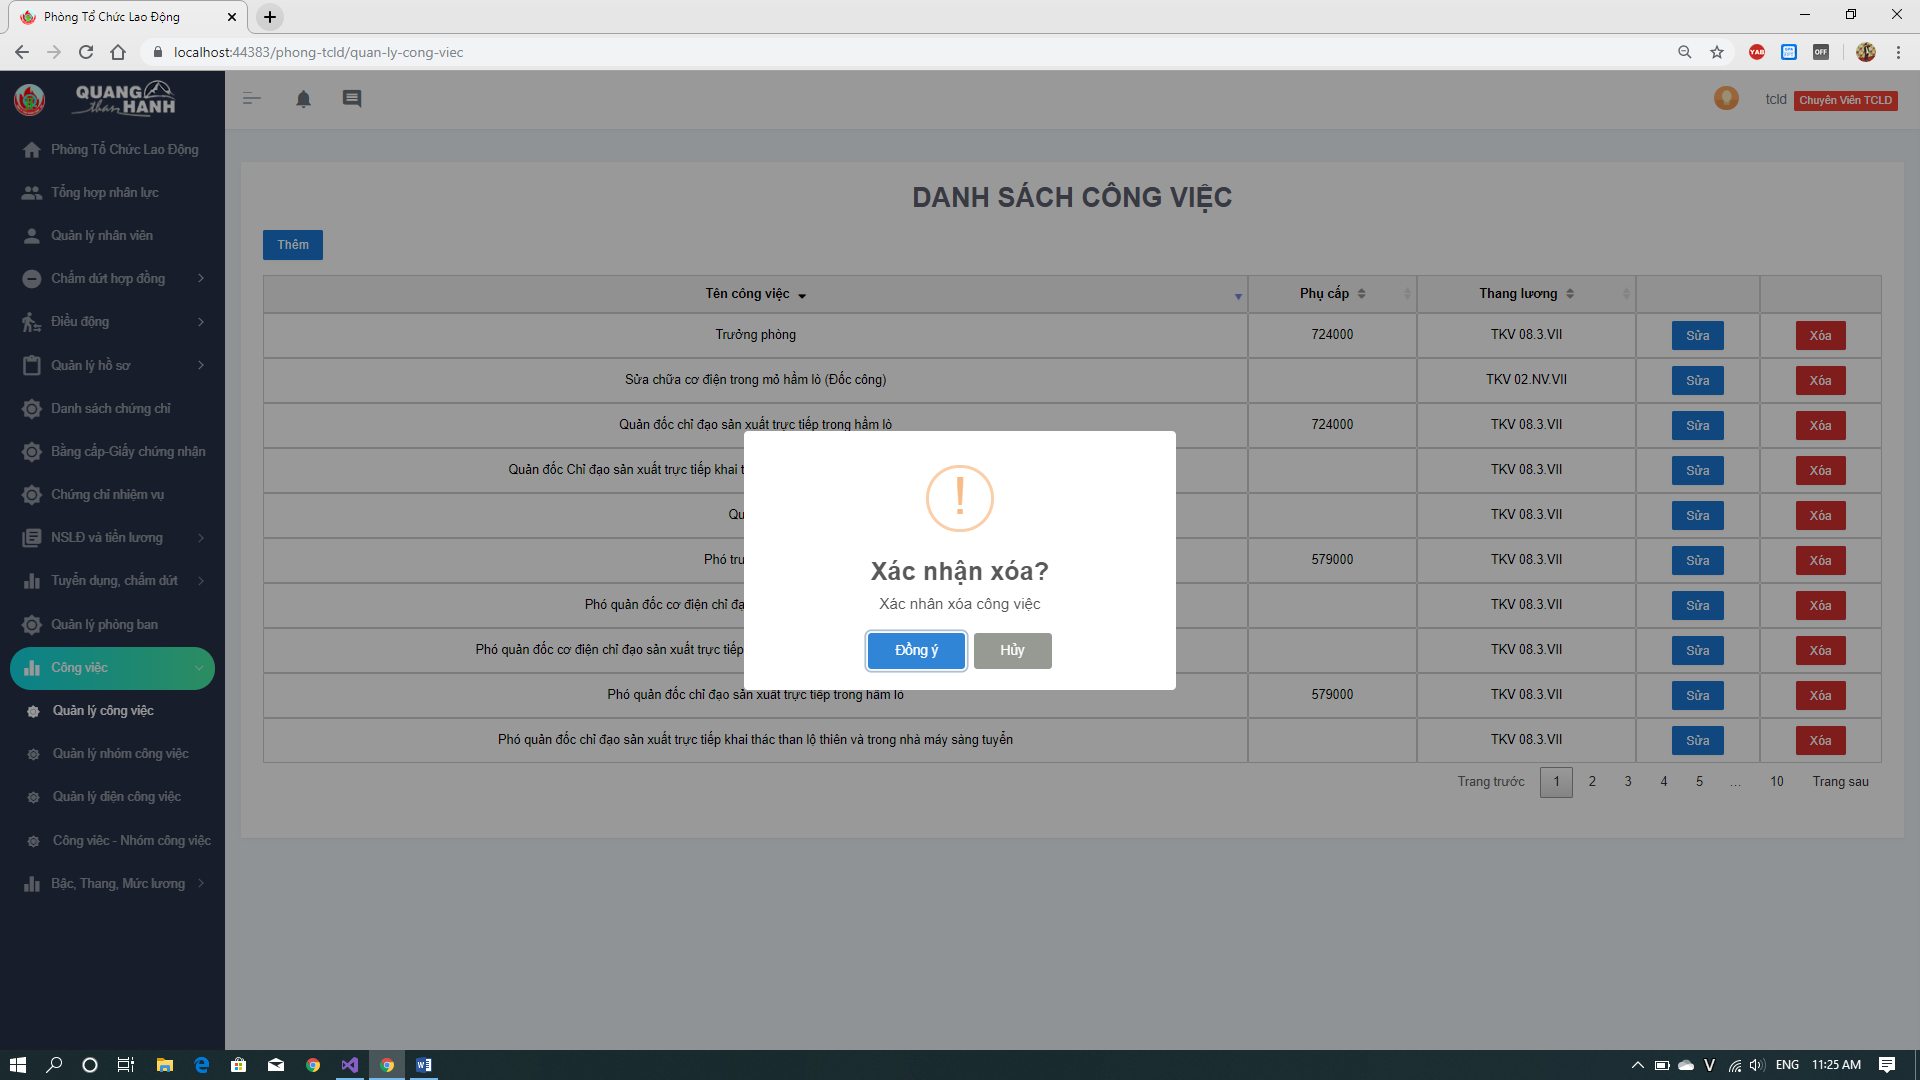 Phòng Tổ Chức Lao Động
localhost:44383/phong-tcld/quan-ly-cong-viec
YAB
OFF
QUANG HANH
than
tcld Chuyên Viên TCLD
Phòng Tổ Chức Lao Động
Tổng hợp nhân lực
Quản lý nhân viên
Chấm dứt hợp đồng
Điều động
Quản lý hồ sơ
Danh sách chứng chỉ
Bằng cấp-Giấy chứng nhận
Chứng chỉ nhiệm vụ
NSLĐ và tiền lương
Tuyển dụng, chấm dứt
Quản lý phòng ban
Công việc
Quản lý công việc
Quản lý nhóm công việc
Quản lý diện công việc
Công viêc - Nhóm công việc
Bậc, Thang, Mức lương
DANH SÁCH CÔNG VIỆC
Thêm
Tên công việc Phụ cấp Thang lương
Trưởng phòng 724000 TKV 08.3.VII Sửa Xóa
Sửa chữa cơ điện trong mỏ hầm lò (Đốc công) TKV 02.NV.VII Sửa Xóa
Quản đốc chỉ đạo sản xuất trực tiếp trong hầm lò 724000 TKV 08.3.VII Sửa Xóa
Quản đốc Chỉ đạo sản xuất trực tiếp khai t TKV 08.3.VII Sửa Xóa
Qu TKV 08.3.VII Sửa Xóa
Phó trư 579000 TKV 08.3.VII Sửa Xóa
Phó quản đốc cơ điện chỉ đạ TKV 08.3.VII Sửa Xóa
Phó quản đốc cơ điện chỉ đạo sản xuất trực tiếp TKV 08.3.VII Sửa Xóa
Phó quản đốc chỉ đạo sản xuất trực tiếp trong hầm lò 579000 TKV 08.3.VII Sửa Xóa
Phó quản đốc chỉ đạo sản xuất trực tiếp khai thác than lộ thiên và trong nhà máy sàng tuyển TKV 08.3.VII Sửa Xóa
Trang trước 1 2 3 4 5 … 10 Trang sau
!
Xác nhận xóa?
Xác nhân xóa công việc
Đồng ý Hủy
V ENG 11:25 AM